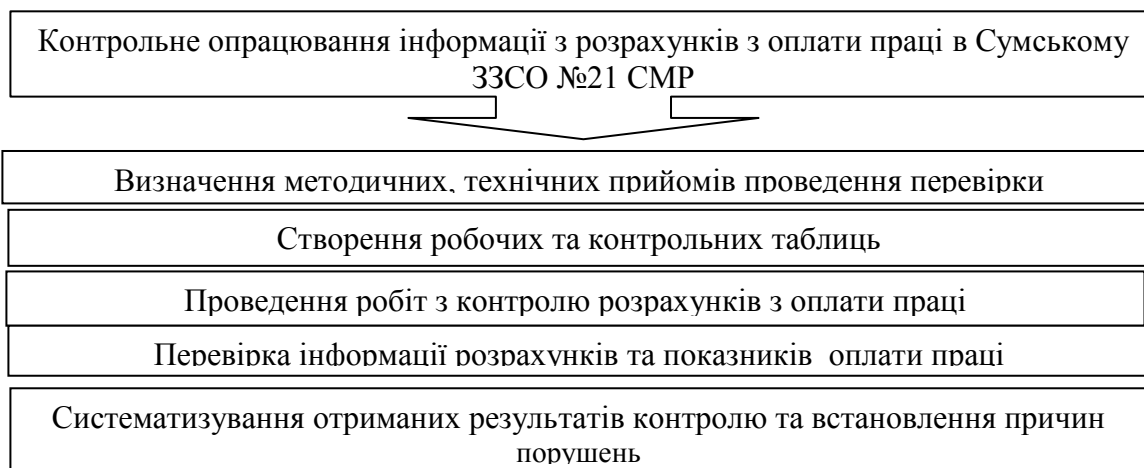 Контрольне опрацювання інформації з розрахунків з оплати праці в Сумському
ЗЗСО №21 СМР
Визначення методичних, технічних прийомів проведення перевірки
Створення робочих та контрольних таблиць
Проведення робіт з контролю розрахунків з оплати праці
Перевірка інформації розрахунків та показників оплати праці
Систематизування отриманих результатів контролю та встановлення причин
порушень